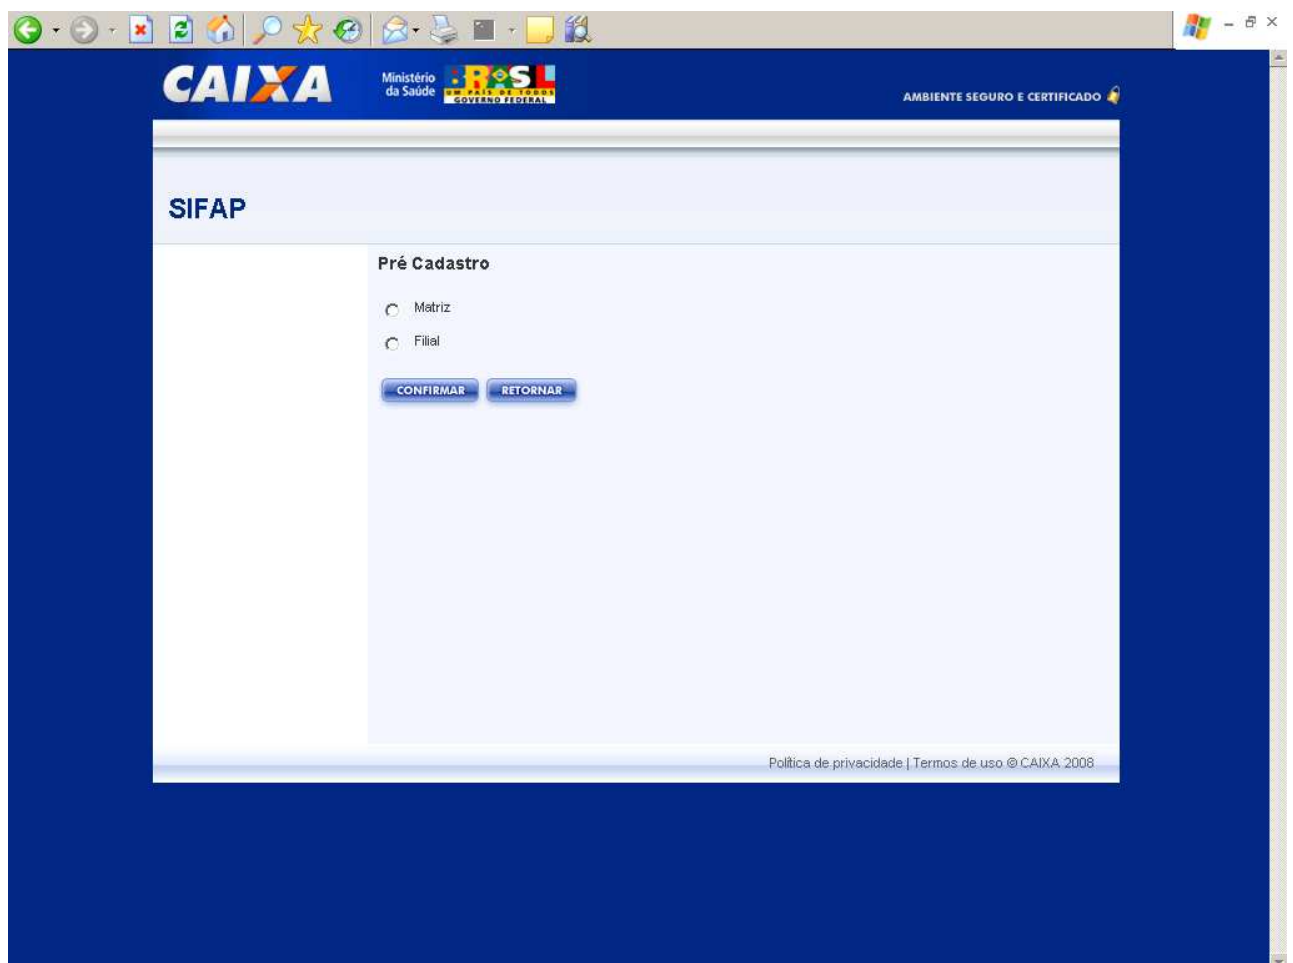 CAIXA
Ministério
da Saúde
BRASIL
UM PAÍS DE TODOS
GOVERNO FEDERAL
AMBIENTE SEGURO E CERTIFICADO
SIFAP
Pré Cadastro
Matriz
Filial
CONFIRMAR RETORNAR
Política de privacidade | Termos de uso © CAIXA 2008